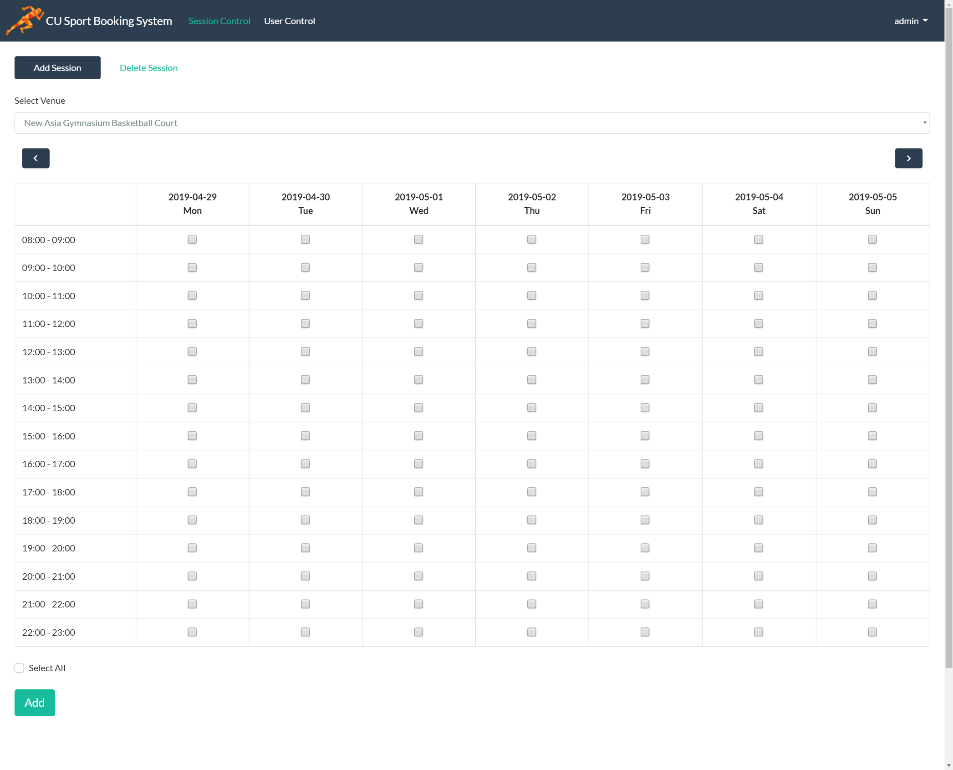 CU Sport Booking System Session Control User Control admin
Add Session Delete Session
Select Venue
New Asia Gymnasium Basketball Court
2019-04-29 2019-04-30 2019-05-01 2019-05-02 2019-05-03 2019-05-04 2019-05-05
Mon Tue Wed Thu Fri Sat Sun
08:00 - 09:00
09:00 - 10:00
10:00 - 11:00
11:00 - 12:00
12:00 - 13:00
13:00 - 14:00
14:00 - 15:00
15:00 - 16:00
16:00 - 17:00
17:00 - 18:00
18:00 - 19:00
19:00 - 20:00
20:00 - 21:00
21:00 - 22:00
22:00 - 23:00
Select All
Add